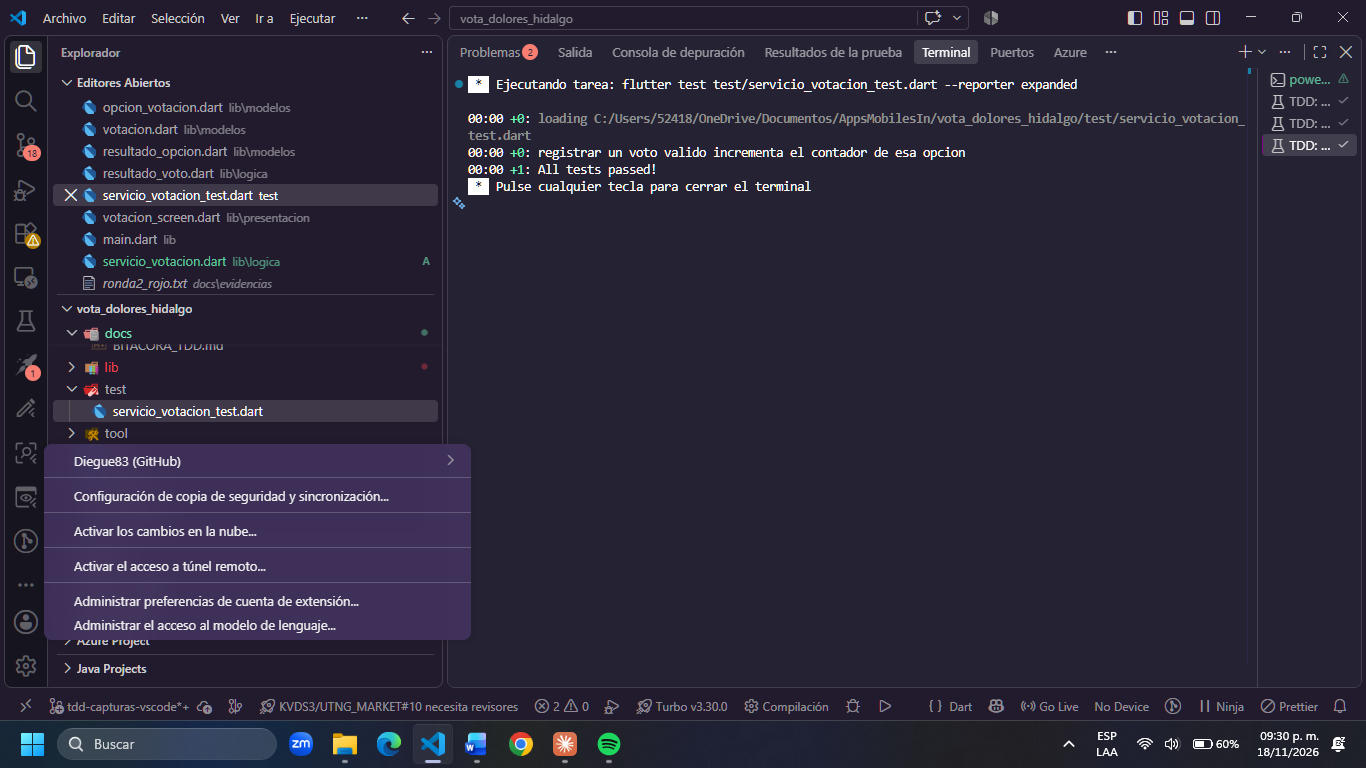 Archivo Editar Selección Ver Ir a Ejecutar ···
vota_dolores_hidalgo
Explorador
Editores Abiertos
opcion_votacion.dart lib\modelos
votacion.dart lib\modelos
resultado_opcion.dart lib\modelos
resultado_voto.dart lib\logica
servicio_votacion_test.dart test
votacion_screen.dart lib\presentacion
main.dart lib
servicio_votacion.dart lib\logica A
ronda2_rojo.txt docs\evidencias
vota_dolores_hidalgo
docs
BITACORA_TDD.md
lib
test
servicio_votacion_test.dart
tool
18
1
Diegue83 (GitHub)
Configuración de copia de seguridad y sincronización...
Activar los cambios en la nube...
Activar el acceso a túnel remoto...
Administrar preferencias de cuenta de extensión...
Administrar el acceso al modelo de lenguaje...
Azure Project
Java Projects
Problemas 2 Salida Consola de depuración Resultados de la prueba Terminal Puertos Azure ···
* Ejecutando tarea: flutter test test/servicio_votacion_test.dart --reporter expanded
00:00 +0: loading C:/Users/52418/OneDrive/Documentos/AppsMobilesIn/vota_dolores_hidalgo/test/servicio_votacion_
test.dart
00:00 +0: registrar un voto valido incrementa el contador de esa opcion
00:00 +1: All tests passed!
* Pulse cualquier tecla para cerrar el terminal
powe...
TDD: ...
TDD: ...
TDD: ...
tdd-capturas-vscode*+ KVDS3/UTNG_MARKET#10 necesita revisores 2 0 Turbo v3.30.0 Compilación { } Dart Go Live No Device Ninja Prettier
Buscar
zm
ESP
LAA
60%
09:30 p. m.
18/11/2026